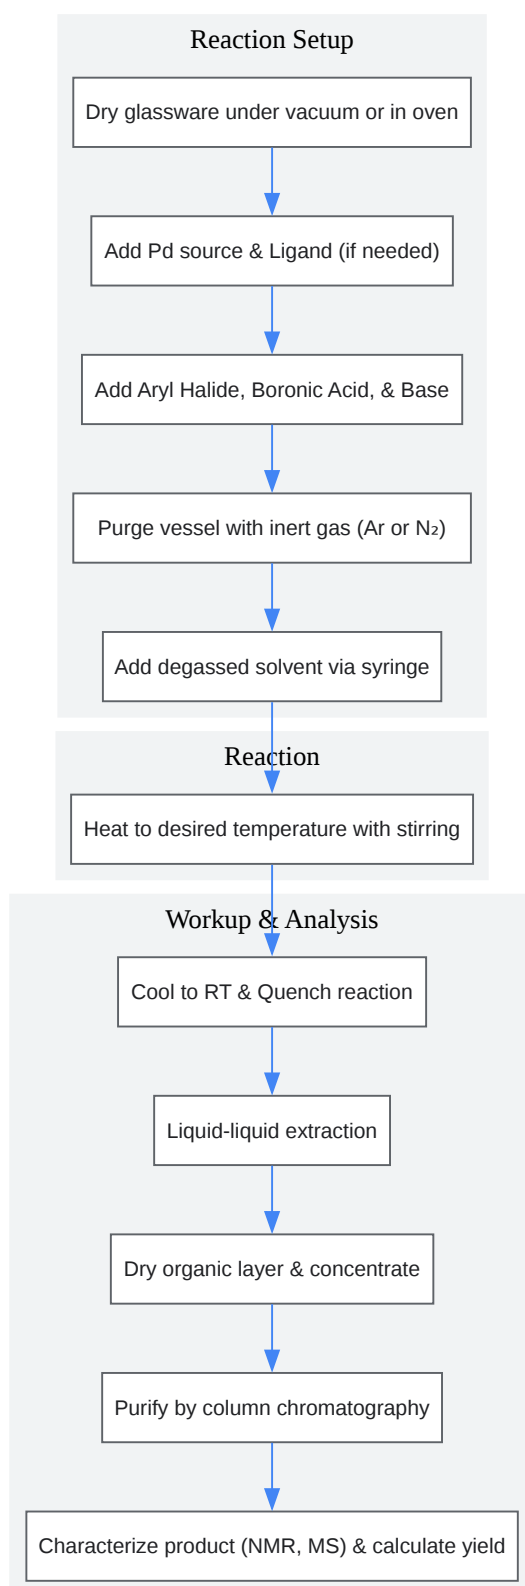 Reaction Setup
Dry glassware under vacuum or in oven
Add Pd source & Ligand (if needed)
Add Aryl Halide, Boronic Acid, & Base
Purge vessel with inert gas (Ar or N₂)
Add degassed solvent via syringe
Reaction
Heat to desired temperature with stirring
Workup & Analysis
Cool to RT & Quench reaction
Liquid-liquid extraction
Dry organic layer & concentrate
Purify by column chromatography
Characterize product (NMR, MS) & calculate yield